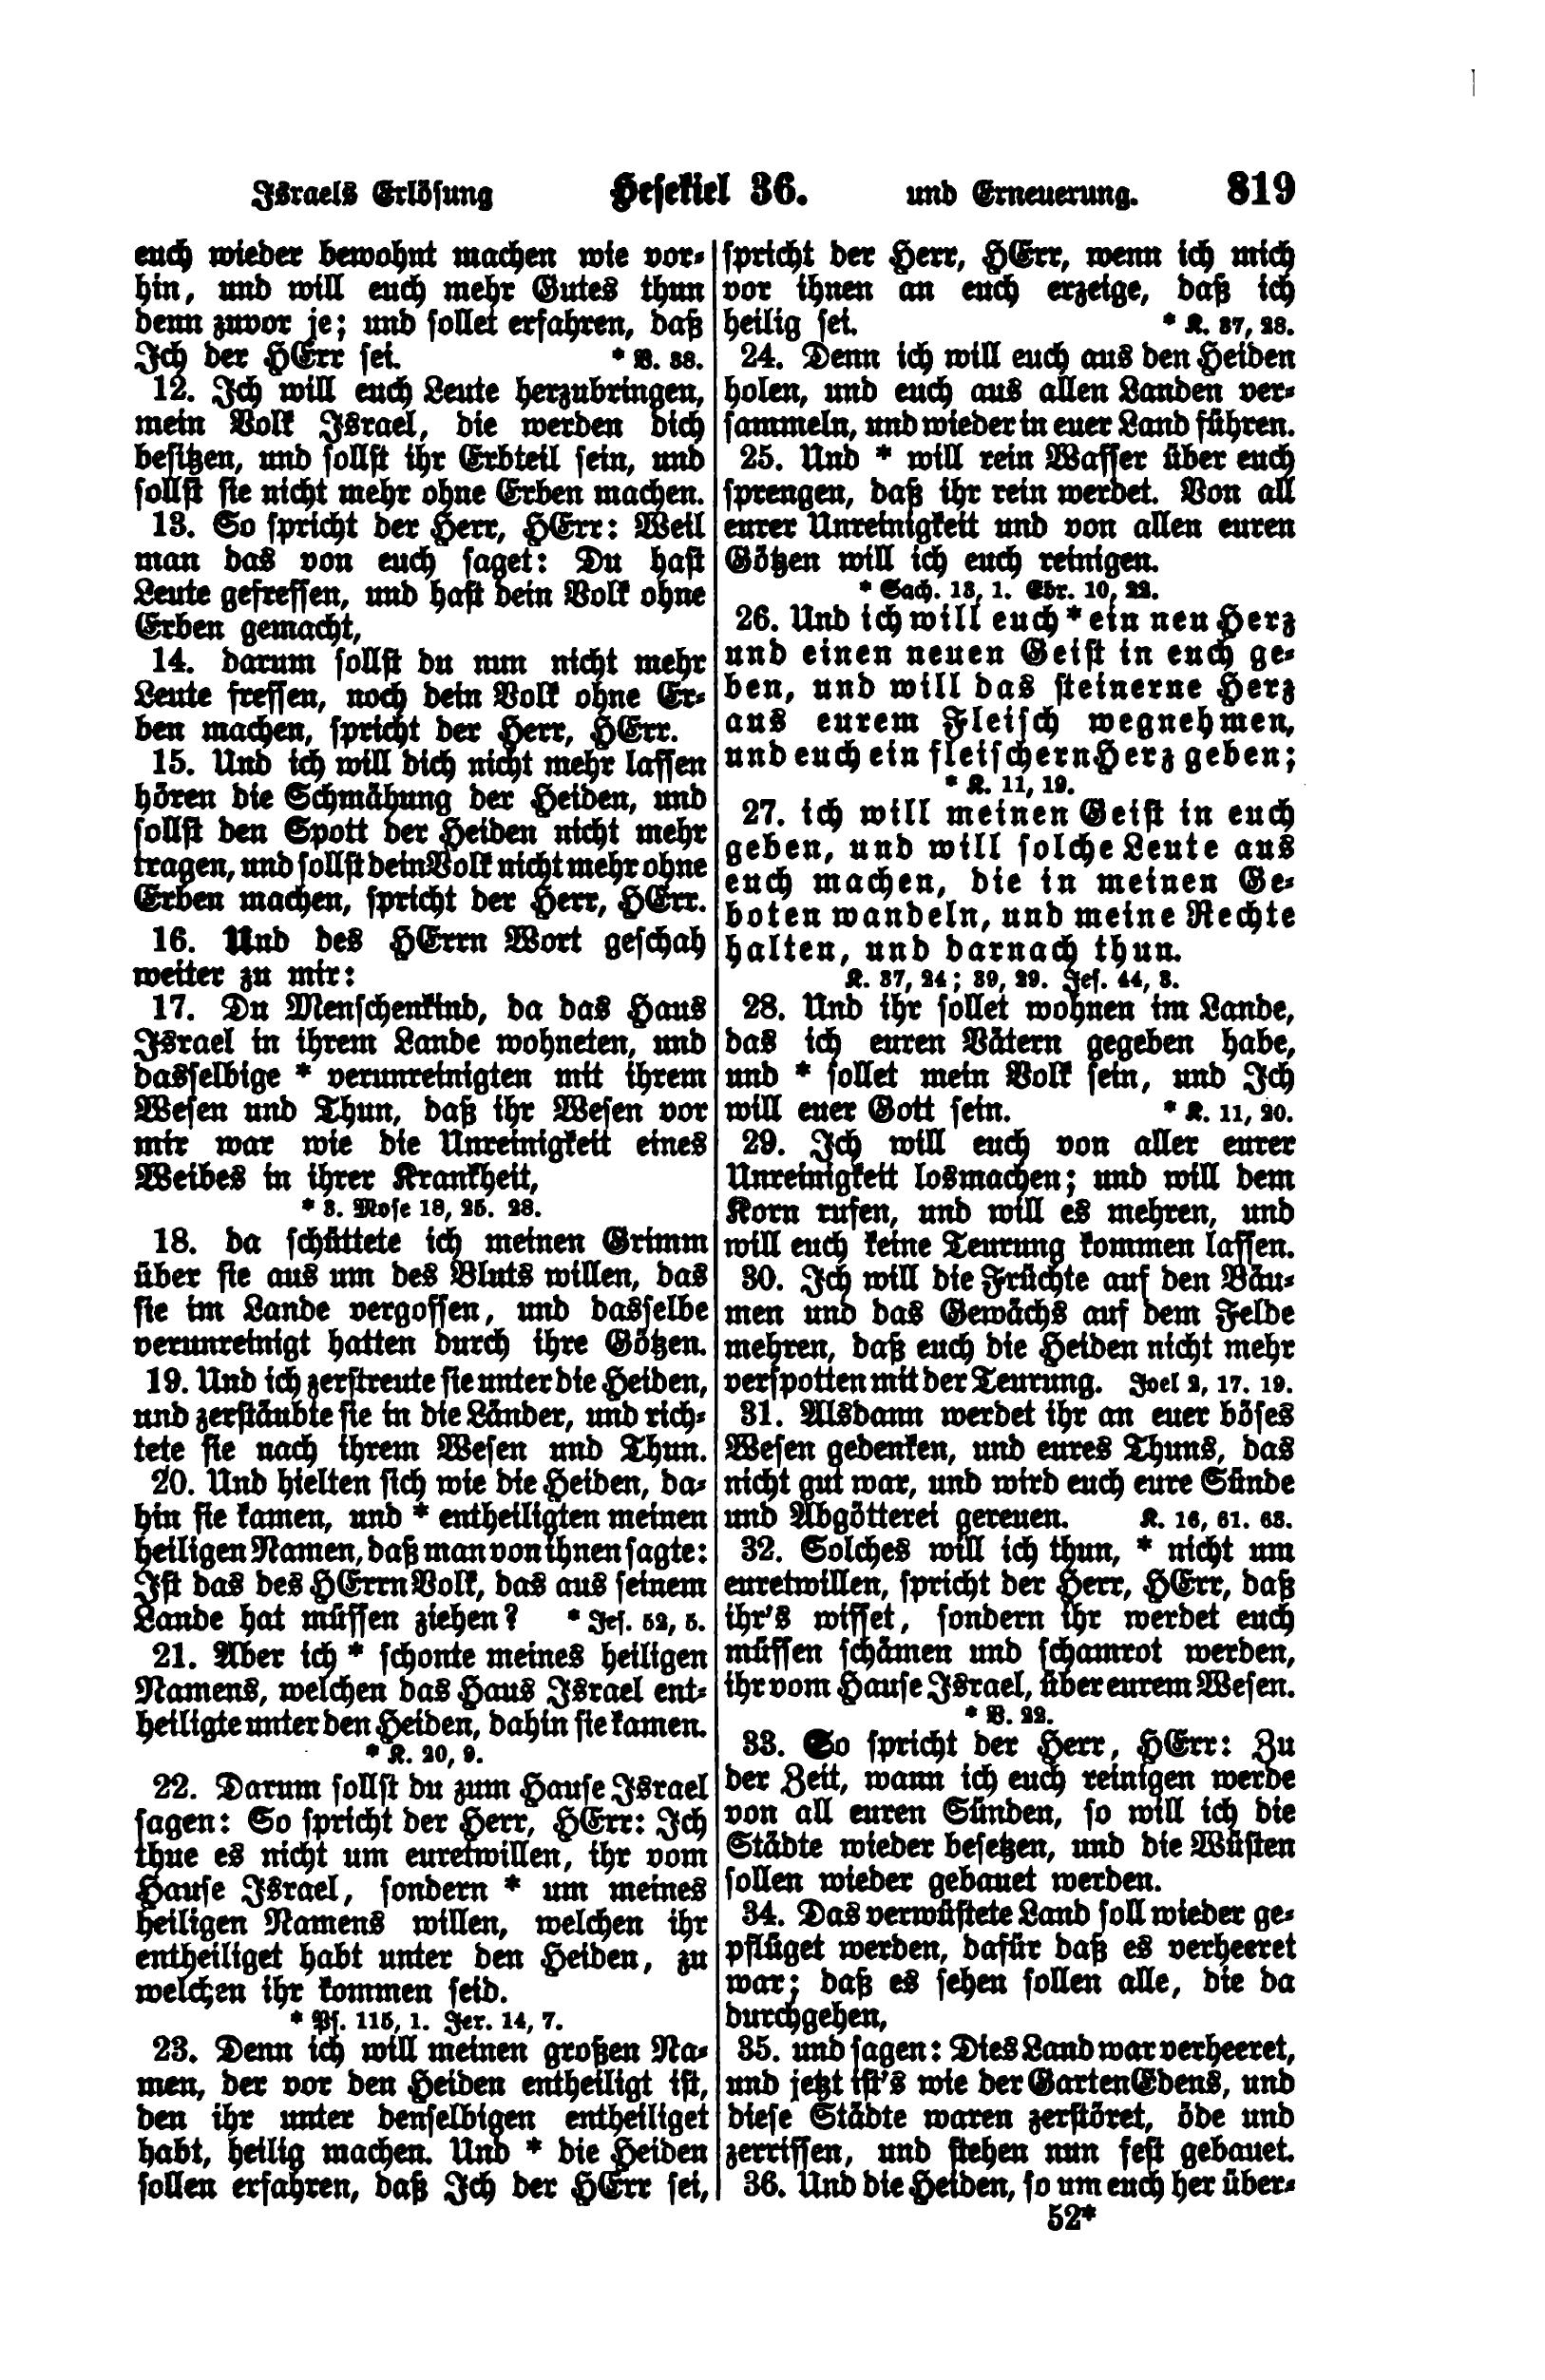 Israels Erlösung Hesekiel 36. und Erneuerung. 819
euch wieder bewohnt machen wie vor-
hin, und will euch mehr Gutes thun
denn zuvor je; und sollet erfahren, daß
Ich der HErr sei. * V. 38.
12. Ich will euch Leute herzubringen,
mein Volk Israel, die werden dich
besitzen, und sollst ihr Erbteil sein, und
sollst sie nicht mehr ohne Erben machen.
13. So spricht der Herr, HErr: Weil
man das von euch saget: Du hast
Leute gefressen, und hast dein Volk ohne
Erben gemacht,
14. darum sollst du nun nicht mehr
Leute fressen, noch dein Volk ohne Er-
ben machen, spricht der Herr, HErr.
15. Und ich will dich nicht mehr lassen
hören die Schmähung der Heiden, und
sollst den Spott der Heiden nicht mehr
tragen, und sollst dein Volk nicht mehr ohne
Erben machen, spricht der Herr, HErr.
16. Und des HErrn Wort geschah
weiter zu mir:
17. Du Menschenkind, da das Haus
Israel in ihrem Lande wohneten, und
dasselbige * verunreinigten mit ihrem
Wesen und Thun, daß ihr Wesen vor
mir war wie die Unreinigkeit eines
Weibes in ihrer Krankheit,
* 3. Mose 18, 25. 28.
18. da schüttete ich meinen Grimm
über sie aus um des Bluts willen, das
sie im Lande vergossen, und dasselbe
verunreinigt hatten durch ihre Götzen.
19. Und ich zerstreute sie unter die Heiden,
und zerstäubte sie in die Länder, und rich-
tete sie nach ihrem Wesen und Thun.
20. Und hielten sich wie die Heiden, da-
hin sie kamen, und * entheiligten meinen
heiligen Namen, daß man von ihnen sagte:
Ist das des HErrn Volk, das aus seinem
Lande hat müssen ziehen? * Jes. 52, 5.
21. Aber ich * schonte meines heiligen
Namens, welchen das Haus Israel ent-
heiligte unter den Heiden, dahin sie kamen.
* K. 20, 9.
22. Darum sollst du zum Hause Israel
sagen: So spricht der Herr, HErr: Ich
thue es nicht um euretwillen, ihr vom
Hause Israel, sondern * um meines
heiligen Namens willen, welchen ihr
entheiliget habt unter den Heiden, zu
welchen ihr kommen seid.
* Ps. 115, 1. Jer. 14, 7.
23. Denn ich will meinen großen Na-
men, der vor den Heiden entheiligt ist,
den ihr unter denselbigen entheiliget
habt, heilig machen. Und * die Heiden
sollen erfahren, daß Ich der HErr sei,
spricht der Herr, HErr, wenn ich mich
vor ihnen an euch erzeige, daß ich
heilig sei. * K. 37, 28.
24. Denn ich will euch aus den Heiden
holen, und euch aus allen Landen ver-
sammeln, und wieder in euer Land führen.
25. Und * will rein Wasser über euch
sprengen, daß ihr rein werdet. Von all
eurer Unreinigkeit und von allen euren
Götzen will ich euch reinigen.
* Sach. 13, 1. Ebr. 10, 22.
26. Und ich will euch * ein neu Herz
und einen neuen Geist in euch ge-
ben, und will das steinerne Herz
aus eurem Fleisch wegnehmen,
und euch ein fleischern Herz geben;
* K. 11, 19.
27. ich will meinen Geist in euch
geben, und will solche Leute aus
euch machen, die in meinen Ge-
boten wandeln, und meine Rechte
halten, und darnach thun.
K. 37, 24; 39, 29. Jes. 44, 3.
28. Und ihr sollet wohnen im Lande,
das ich euren Vätern gegeben habe,
und * sollet mein Volk sein, und Ich
will euer Gott sein. * K. 11, 20.
29. Ich will euch von aller eurer
Unreinigkeit losmachen; und will dem
Korn rufen, und will es mehren, und
will euch keine Teurung kommen lassen.
30. Ich will die Früchte auf den Bäu-
men und das Gewächs auf dem Felde
mehren, daß euch die Heiden nicht mehr
verspotten mit der Teurung. Joel 2, 17. 19.
31. Alsdann werdet ihr an euer böses
Wesen gedenken, und eures Thuns, das
nicht gut war, und wird euch eure Sünde
und Abgötterei gereuen. K. 16, 61. 63.
32. Solches will ich thun, * nicht um
euretwillen, spricht der Herr, HErr, daß
ihr's wisset, sondern ihr werdet euch
müssen schämen und schamrot werden,
ihr vom Hause Israel, über eurem Wesen.
* V. 22.
33. So spricht der Herr, HErr: Zu
der Zeit, wann ich euch reinigen werde
von all euren Sünden, so will ich die
Städte wieder besetzen, und die Wüsten
sollen wieder gebauet werden.
34. Das verwüstete Land soll wieder ge-
pflüget werden, dafür daß es verheeret
war; daß es sehen sollen alle, die da
durchgehen,
35. und sagen: Dies Land war verheeret,
und jetzt ist's wie der Garten Edens, und
diese Städte waren zerstöret, öde und
zerrissen, und stehen nun fest gebauet.
36. Und die Heiden, so um euch her über-
52*